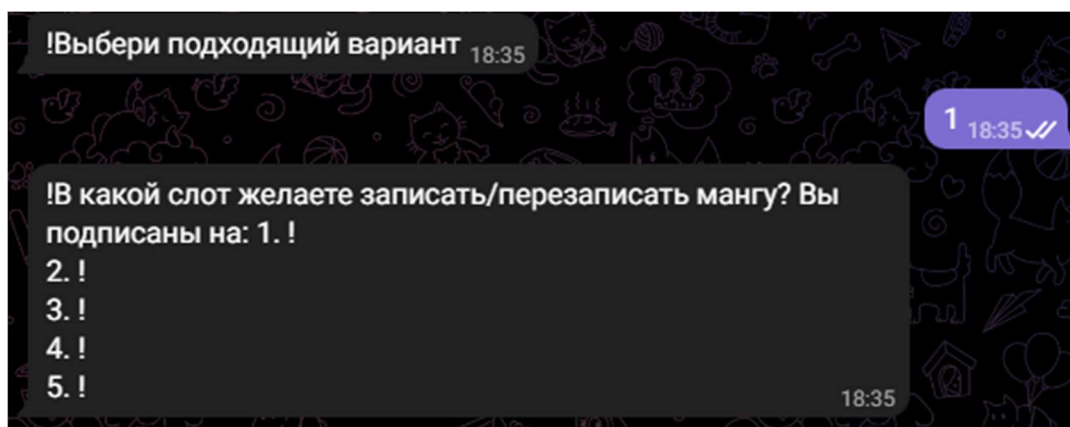 !Выбери подходящий вариант 18:35
1 18:35
!В какой слот желаете записать/перезаписать мангу? Вы
подписаны на: 1. !
2. !
3. !
4. !
5. !
18:35